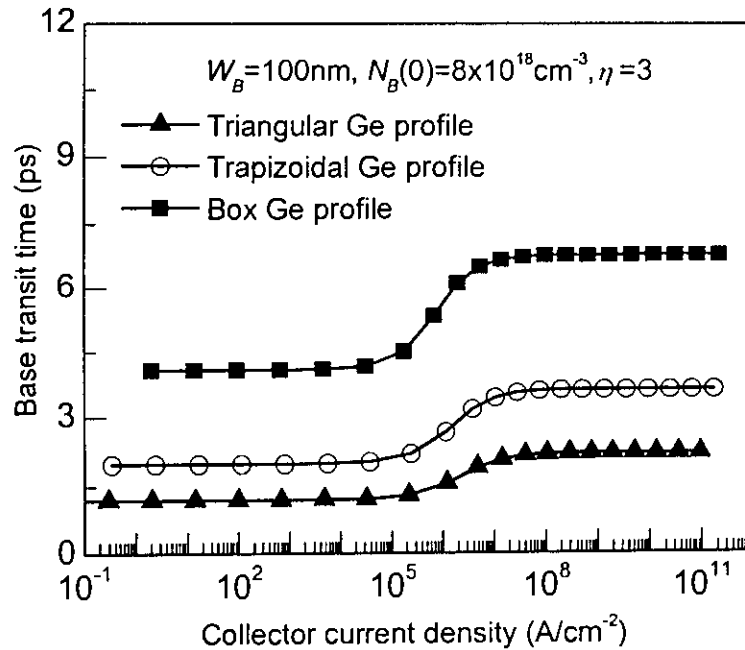 12
W_B=100nm, N_B(0)=8x10^18cm^-3, η=3
Triangular Ge profile
Trapizoidal Ge profile
Box Ge profile
9
6
3
0
Base transit time (ps)
10^-1
10^2
10^5
10^8
10^11
Collector current density (A/cm^-2)